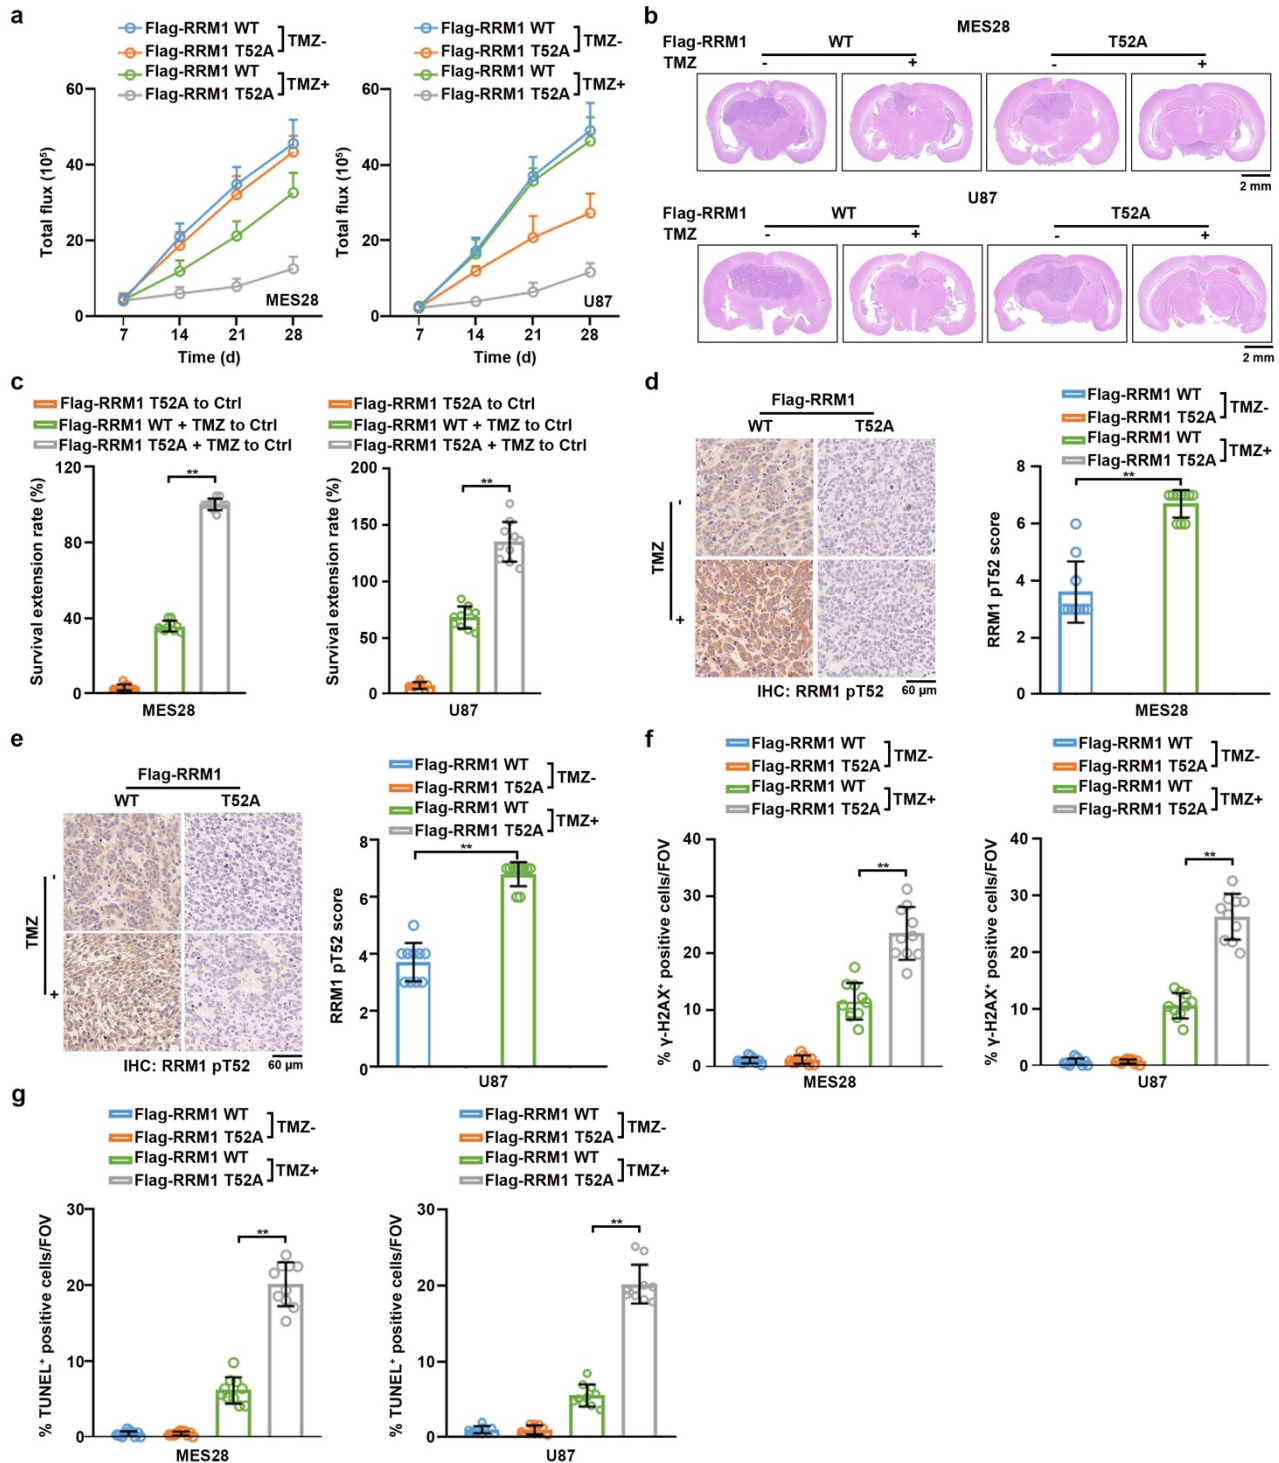 a
Flag-RRM1 WT
Flag-RRM1 T52A
TMZ-
Flag-RRM1 WT
Flag-RRM1 T52A
TMZ+
Total flux (10⁵)
60
40
20
0
7 14 21 28
MES28
Time (d)
Flag-RRM1 WT
Flag-RRM1 T52A
TMZ-
Flag-RRM1 WT
Flag-RRM1 T52A
TMZ+
Total flux (10⁵)
60
40
20
0
7 14 21 28
U87
Time (d)
b
MES28
Flag-RRM1 WT T52A
TMZ - + - +
2 mm
U87
Flag-RRM1 WT T52A
TMZ - + - +
2 mm
c
Flag-RRM1 T52A to Ctrl
Flag-RRM1 WT + TMZ to Ctrl
Flag-RRM1 T52A + TMZ to Ctrl
Survival extension rate (%)
120
80
40
0
**
MES28
Flag-RRM1 T52A to Ctrl
Flag-RRM1 WT + TMZ to Ctrl
Flag-RRM1 T52A + TMZ to Ctrl
Survival extension rate (%)
200
150
100
50
0
**
U87
d
Flag-RRM1
WT T52A
TMZ
-
+
IHC: RRM1 pT52
60 µm
Flag-RRM1 WT
Flag-RRM1 T52A
TMZ-
Flag-RRM1 WT
Flag-RRM1 T52A
TMZ+
RRM1 pT52 score
8
6
4
2
0
**
MES28
e
Flag-RRM1
WT T52A
TMZ
-
+
IHC: RRM1 pT52
60 µm
Flag-RRM1 WT
Flag-RRM1 T52A
TMZ-
Flag-RRM1 WT
Flag-RRM1 T52A
TMZ+
RRM1 pT52 score
8
6
4
2
0
**
U87
f
Flag-RRM1 WT
Flag-RRM1 T52A
TMZ-
Flag-RRM1 WT
Flag-RRM1 T52A
TMZ+
% γ-H2AX⁺ positive cells/FOV
40
30
20
10
0
**
MES28
Flag-RRM1 WT
Flag-RRM1 T52A
TMZ-
Flag-RRM1 WT
Flag-RRM1 T52A
TMZ+
% γ-H2AX⁺ positive cells/FOV
40
30
20
10
0
**
U87
g
Flag-RRM1 WT
Flag-RRM1 T52A
TMZ-
Flag-RRM1 WT
Flag-RRM1 T52A
TMZ+
% TUNEL⁺ positive cells/FOV
30
20
10
0
**
MES28
Flag-RRM1 WT
Flag-RRM1 T52A
TMZ-
Flag-RRM1 WT
Flag-RRM1 T52A
TMZ+
% TUNEL⁺ positive cells/FOV
30
20
10
0
**
U87